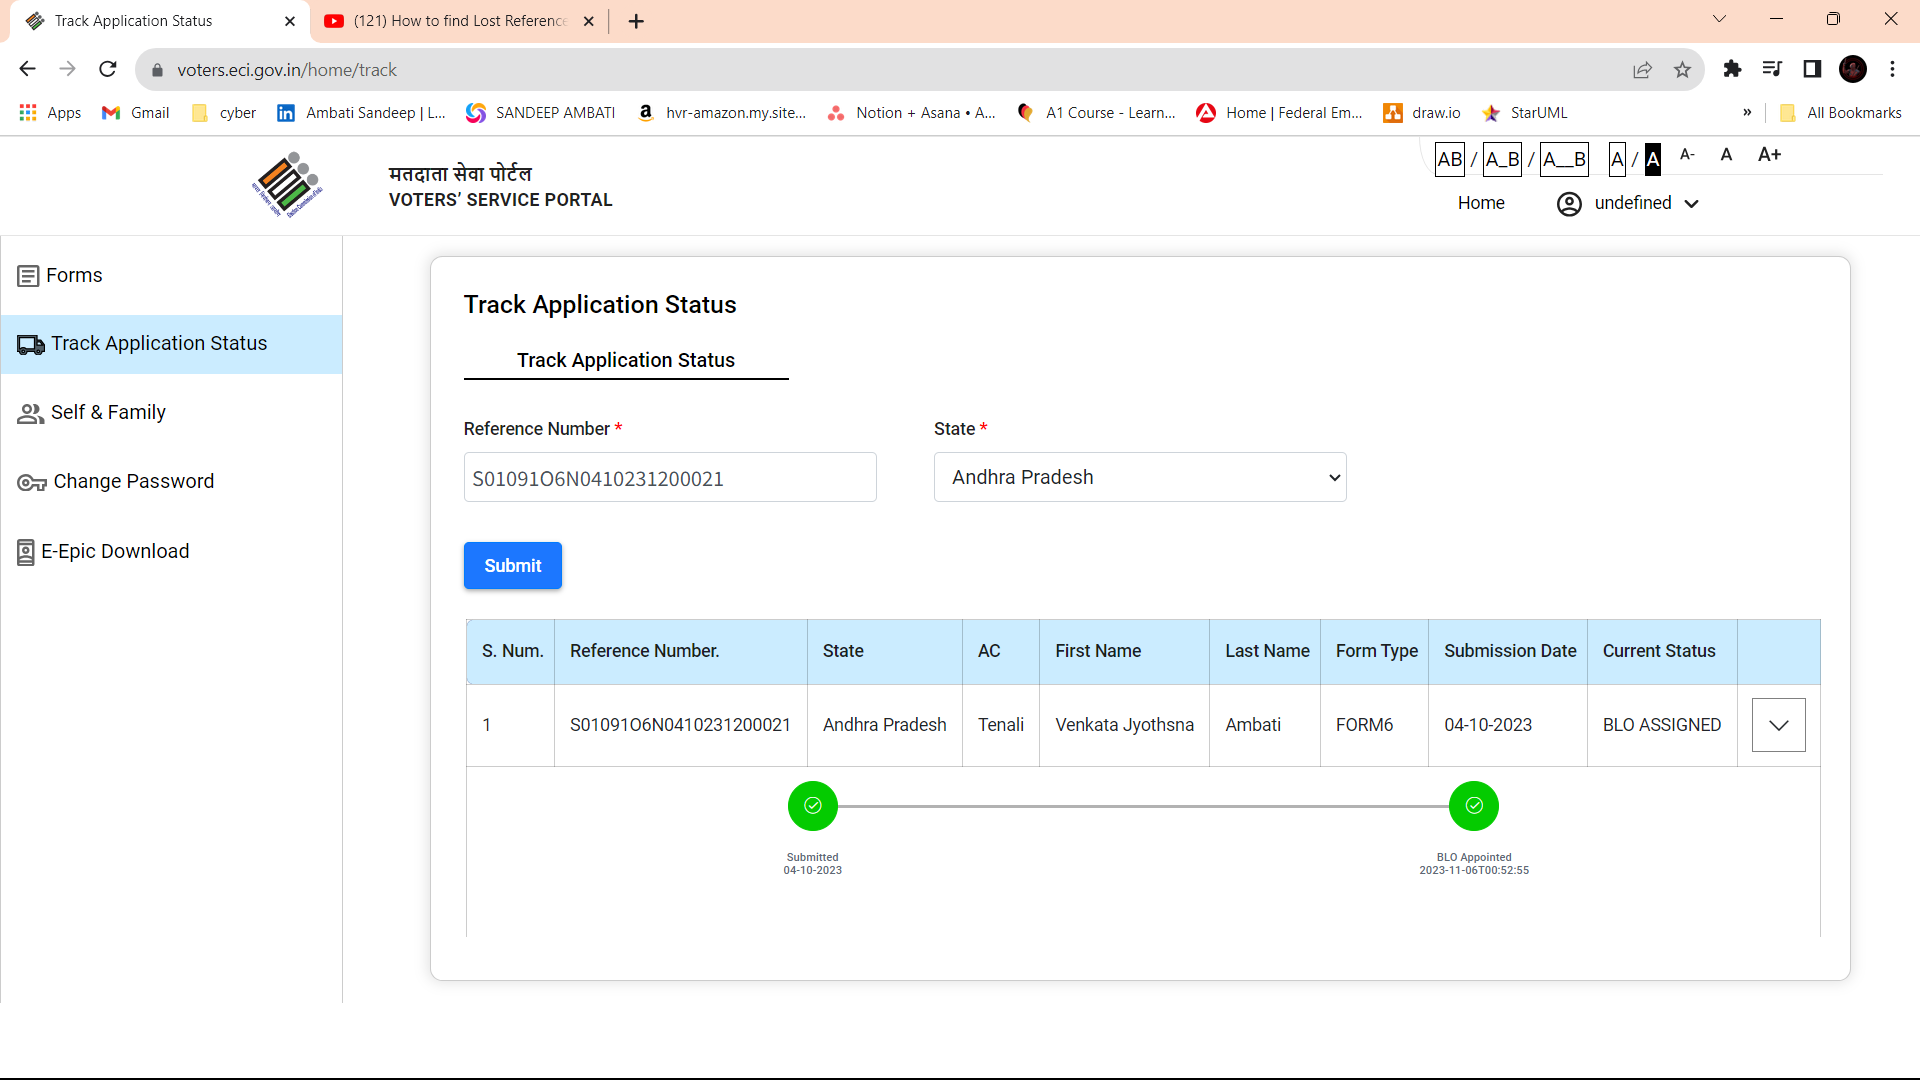 Track Application Status
(121) How to find Lost Reference
voters.eci.gov.in/home/track
Apps
Gmail
cyber
Ambati Sandeep | L...
SANDEEP AMBATI
hvr-amazon.my.site...
Notion + Asana • A...
A1 Course - Learn...
Home | Federal Em...
draw.io
StarUML
»
All Bookmarks
मतदाता सेवा पोर्टल
VOTERS’ SERVICE PORTAL
AB / A_B / A__B A / A A- A A+
Home
undefined
Forms
Track Application Status
Self & Family
Change Password
E-Epic Download
Track Application Status
Track Application Status
Reference Number *
State *
S01091O6N0410231200021
Andhra Pradesh
Submit
S. Num. Reference Number. State AC First Name Last Name Form Type Submission Date Current Status
1 S01091O6N0410231200021 Andhra Pradesh Tenali Venkata Jyothsna Ambati FORM6 04-10-2023 BLO ASSIGNED
Submitted
04-10-2023
BLO Appointed
2023-11-06T00:52:55